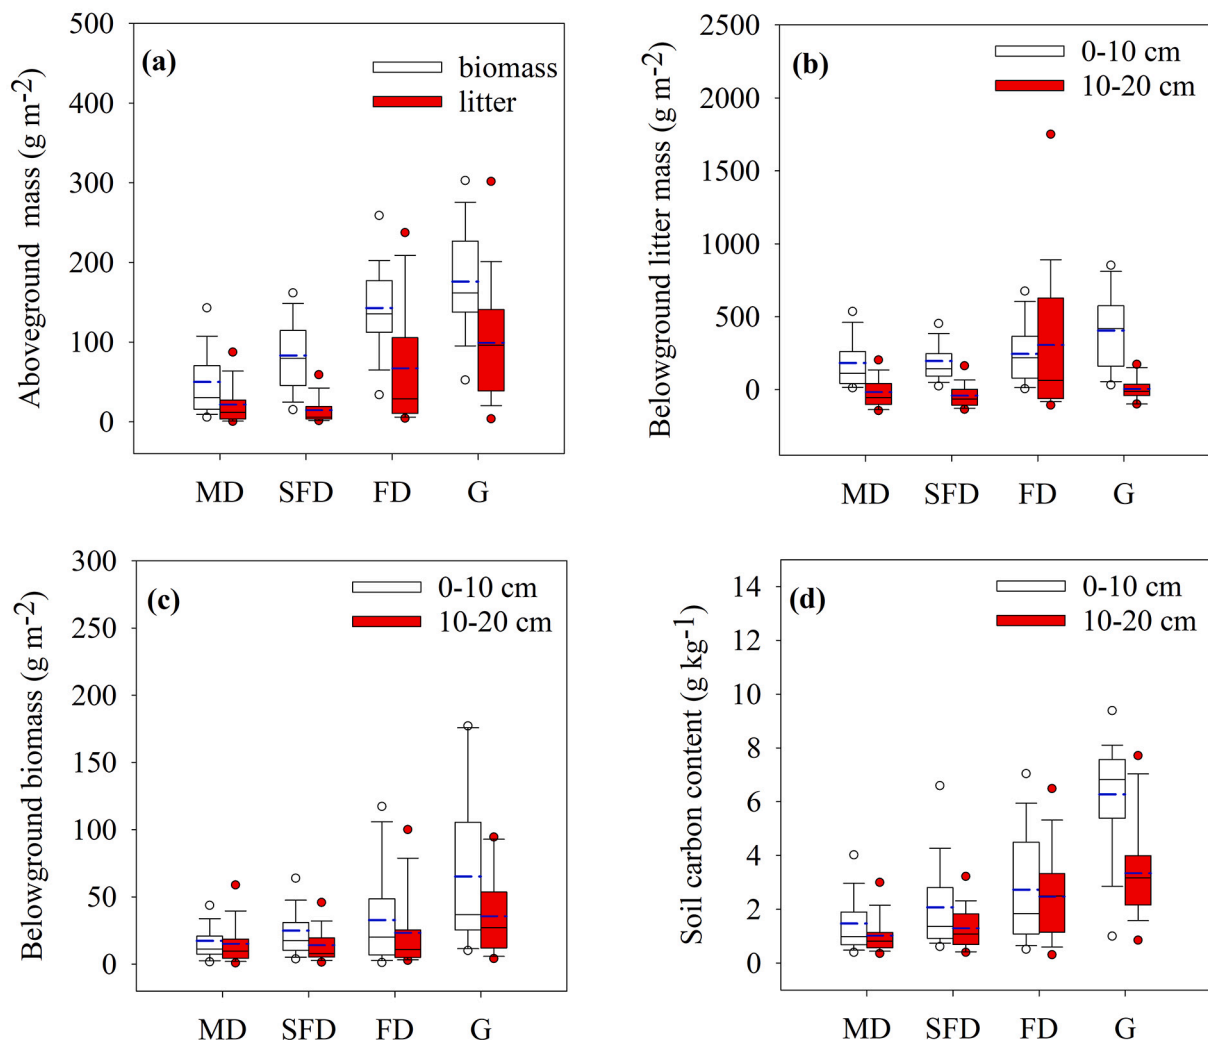 Aboveground mass (g m-2)
500
400
300
200
100
0
(a)
biomass
litter
MD SFD FD G
Belowground litter mass (g m-2)
2500
2000
1500
1000
500
0
(b)
0-10 cm
10-20 cm
MD SFD FD G
Belowground biomass (g m-2)
300
250
200
150
100
50
0
(c)
0-10 cm
10-20 cm
MD SFD FD G
Soil carbon content (g kg-1)
14
12
10
8
6
4
2
0
(d)
0-10 cm
10-20 cm
MD SFD FD G